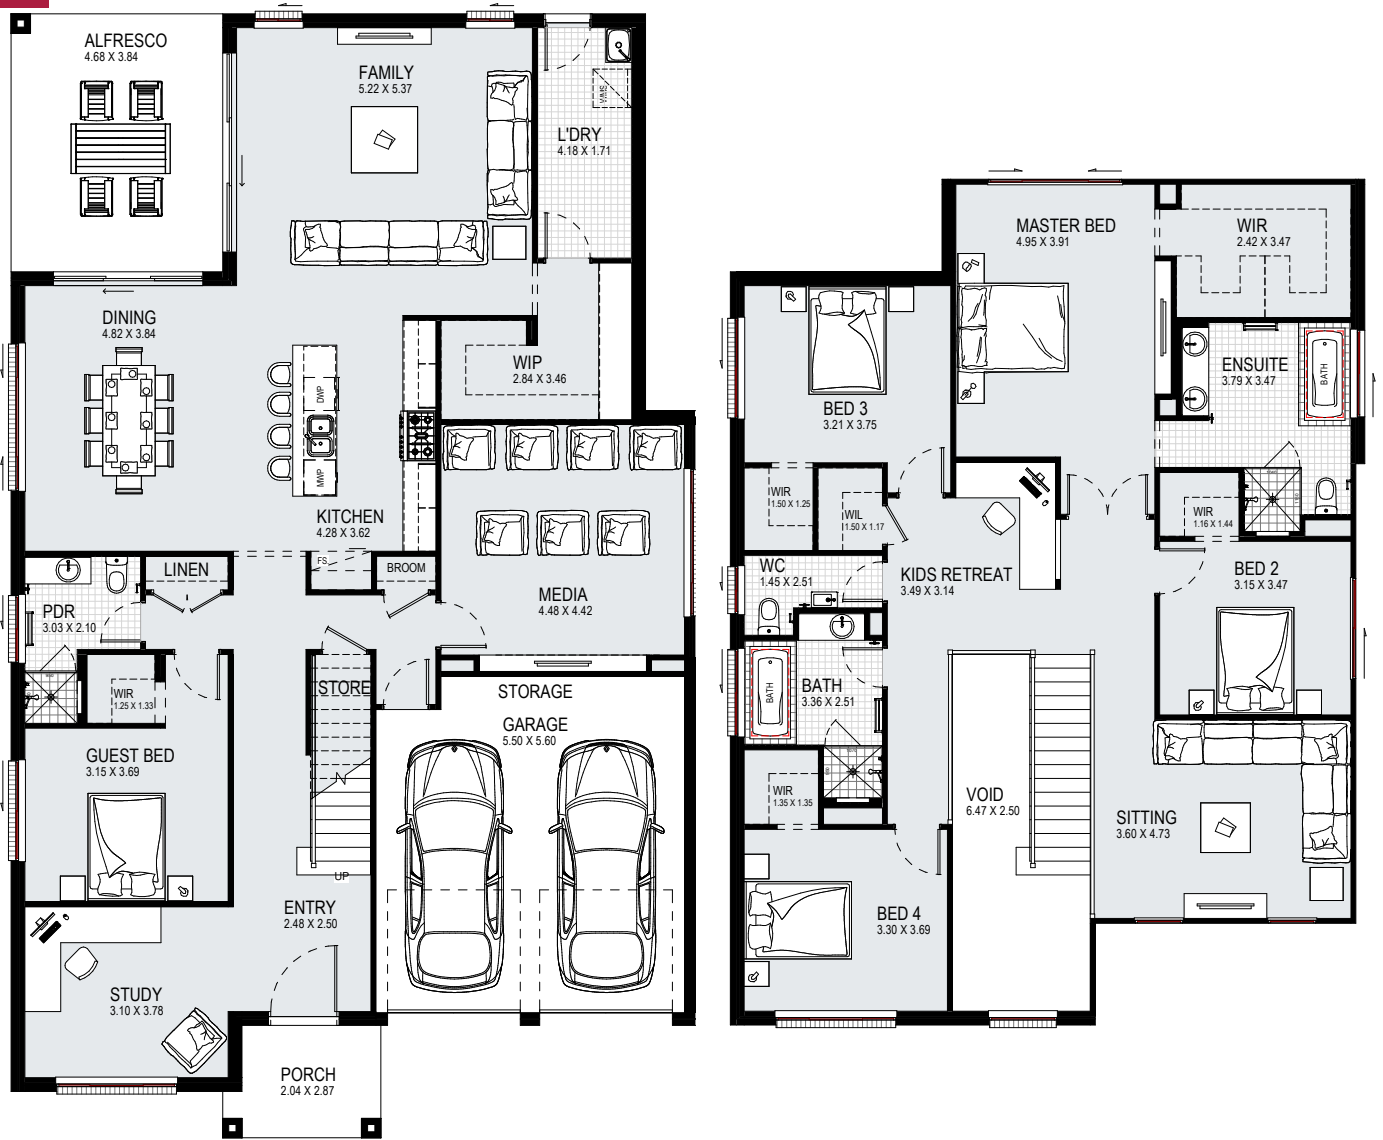 ALFRESCO
4.68 X 3.84
FAMILY
5.22 X 5.37
L'DRY
4.18 X 1.71
DINING
4.82 X 3.84
WIP
2.84 X 3.46
DWP
MWP
KITCHEN
4.28 X 3.62
FS
BROOM
LINEN
PDR
3.03 X 2.10
MEDIA
4.48 X 4.42
WIR
1.25 X 1.33
STORE
STORAGE
GARAGE
5.50 X 5.60
GUEST BED
3.15 X 3.69
UP
ENTRY
2.48 X 2.50
STUDY
3.10 X 3.78
PORCH
2.04 X 2.87
MASTER BED
4.95 X 3.91
WIR
2.42 X 3.47
ENSUITE
3.79 X 3.47
BATH
BED 3
3.21 X 3.75
WIR
1.50 X 1.25
WIL
1.50 X 1.17
WIR
1.16 X 1.44
WC
1.45 X 2.51
KIDS RETREAT
3.49 X 3.14
BED 2
3.15 X 3.47
BATH
BATH
3.36 X 2.51
WIR
1.35 X 1.35
VOID
6.47 X 2.50
SITTING
3.60 X 4.73
BED 4
3.30 X 3.69